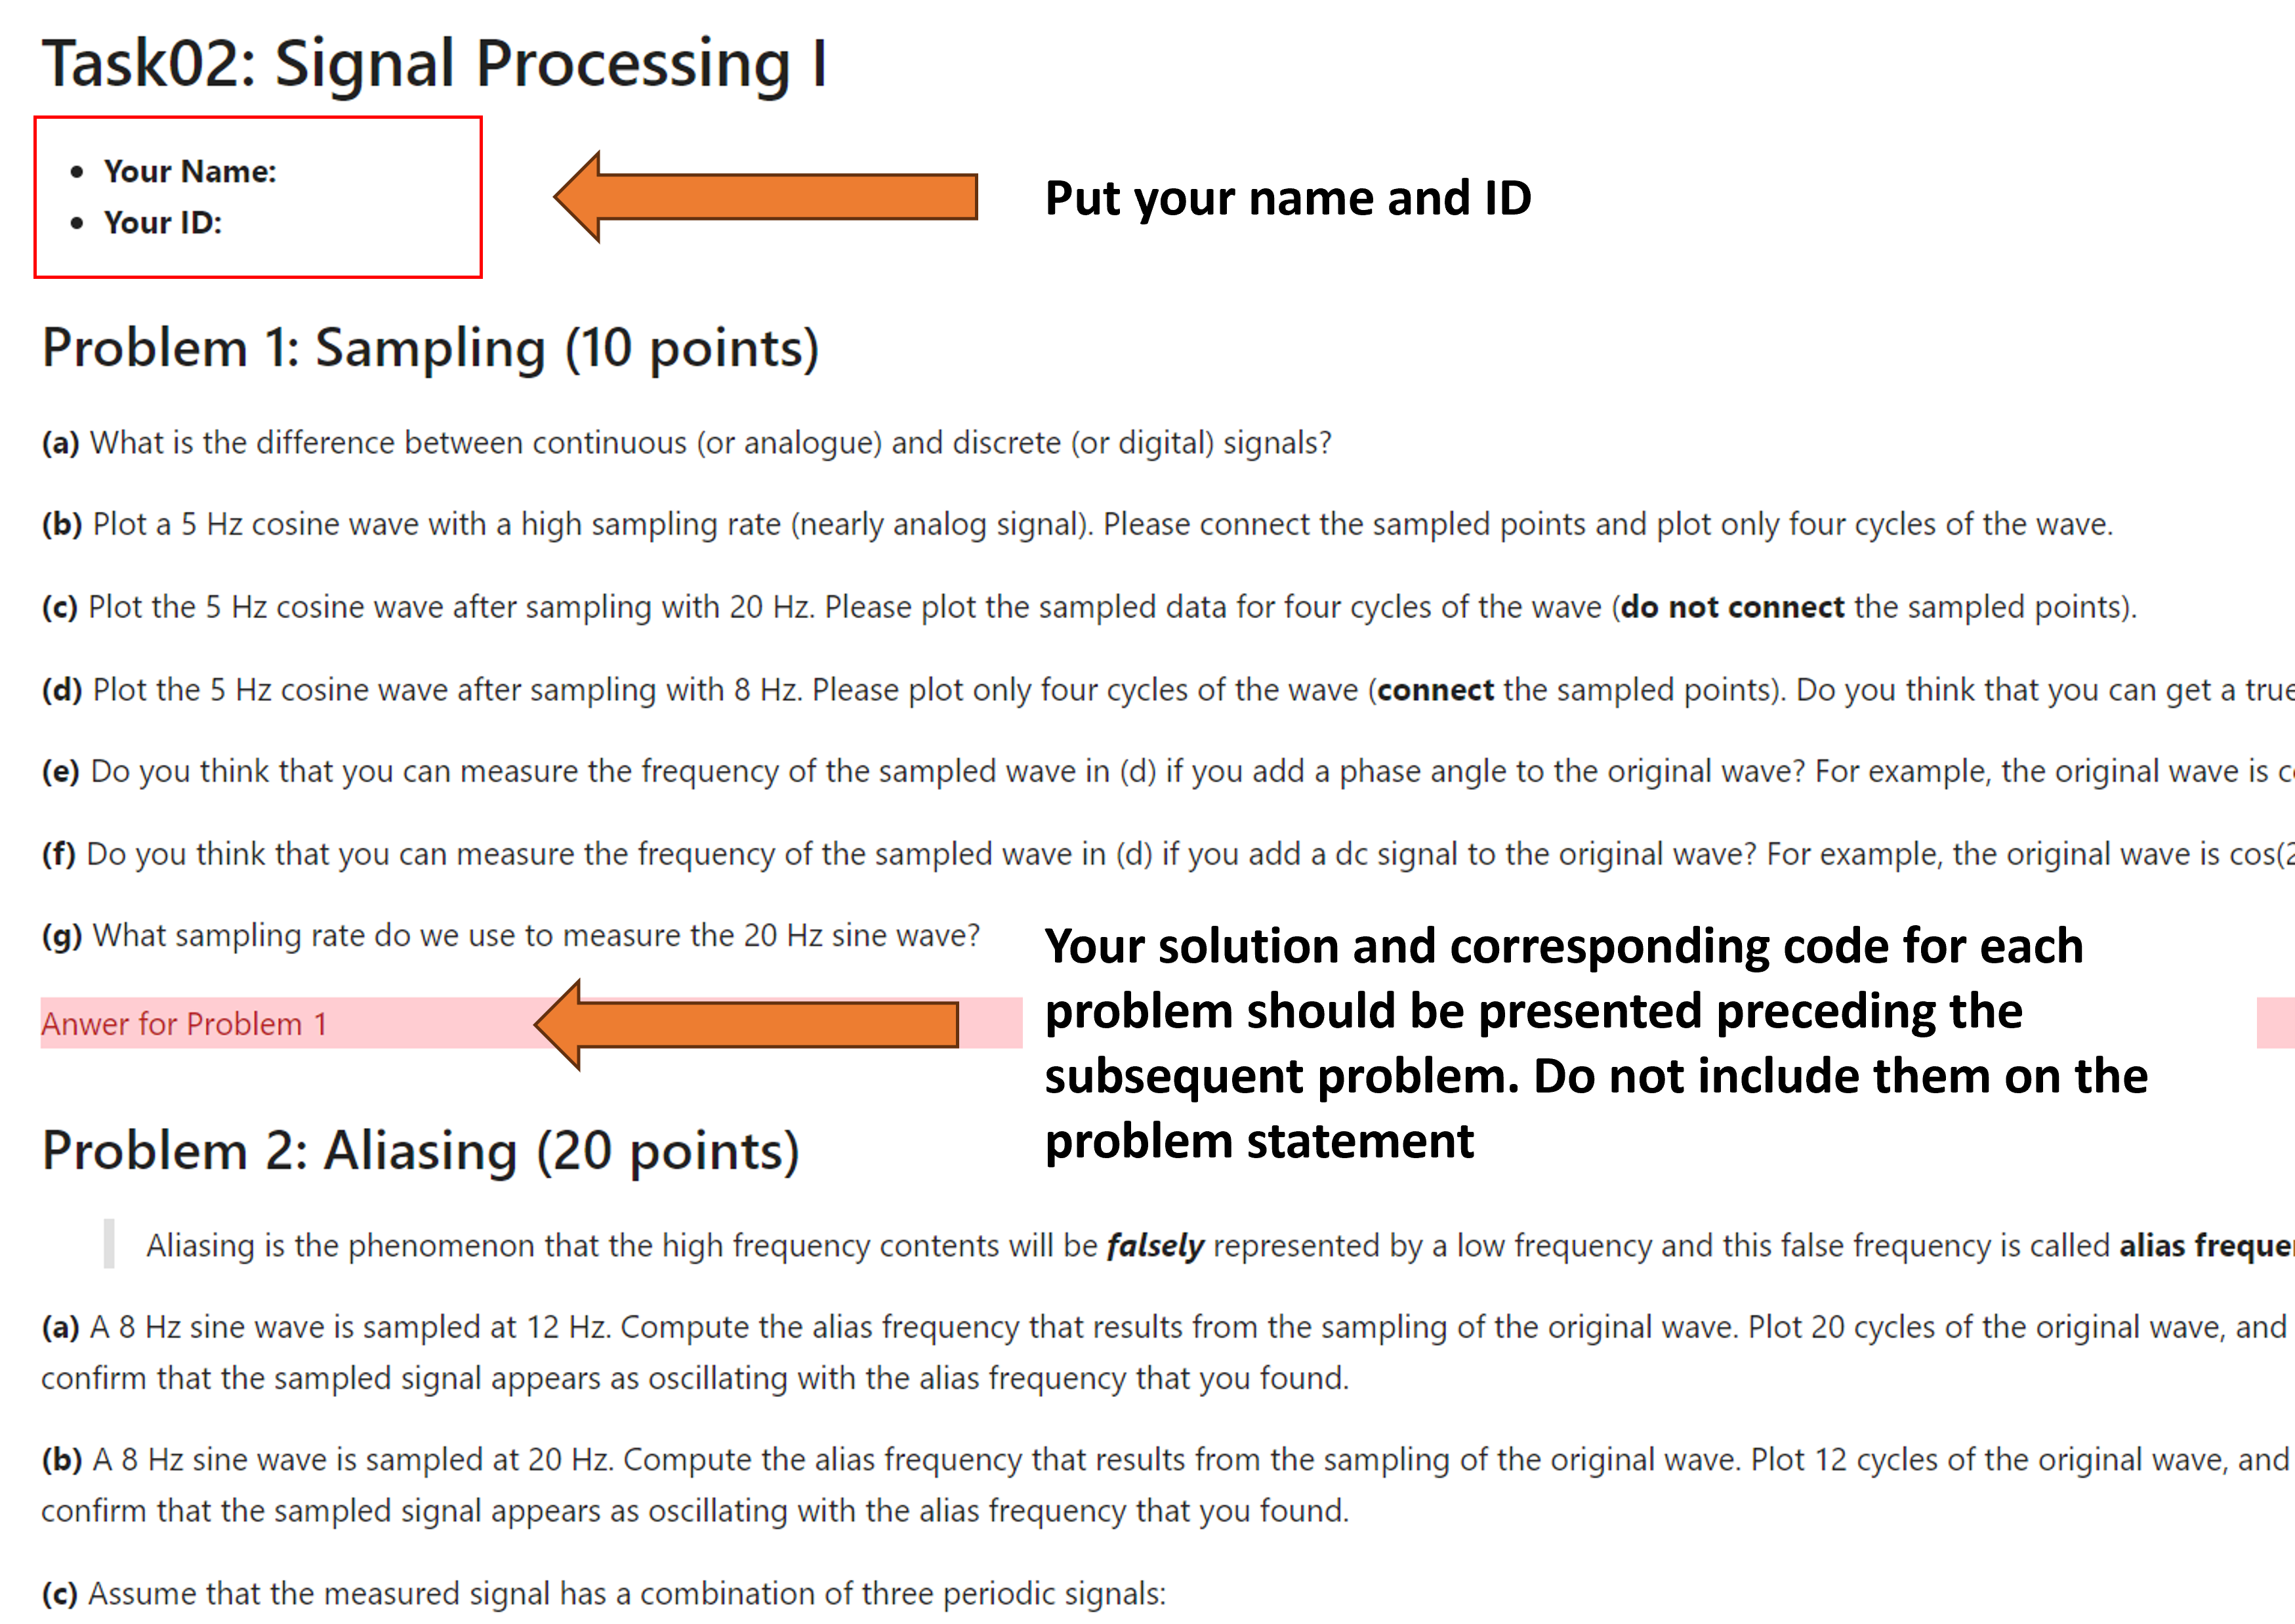 Task02: Signal Processing I
Your Name:
Your ID:
Put your name and ID
Problem 1: Sampling (10 points)
(a) What is the difference between continuous (or analogue) and discrete (or digital) signals?
(b) Plot a 5 Hz cosine wave with a high sampling rate (nearly analog signal). Please connect the sampled points and plot only four cycles of the wave.
(c) Plot the 5 Hz cosine wave after sampling with 20 Hz. Please plot the sampled data for four cycles of the wave (do not connect the sampled points).
(d) Plot the 5 Hz cosine wave after sampling with 8 Hz. Please plot only four cycles of the wave (connect the sampled points). Do you think that you can get a true
(e) Do you think that you can measure the frequency of the sampled wave in (d) if you add a phase angle to the original wave? For example, the original wave is
(f) Do you think that you can measure the frequency of the sampled wave in (d) if you add a dc signal to the original wave? For example, the original wave is cos(2
(g) What sampling rate do we use to measure the 20 Hz sine wave?
Anwer for Problem 1
Your solution and corresponding code for each
problem should be presented preceding the
subsequent problem. Do not include them on the
problem statement
Problem 2: Aliasing (20 points)
Aliasing is the phenomenon that the high frequency contents will be falsely represented by a low frequency and this false frequency is called alias
(a) A 8 Hz sine wave is sampled at 12 Hz. Compute the alias frequency that results from the sampling of the original wave. Plot 20 cycles of the original wave, and
confirm that the sampled signal appears as oscillating with the alias frequency that you found.
(b) A 8 Hz sine wave is sampled at 20 Hz. Compute the alias frequency that results from the sampling of the original wave. Plot 12 cycles of the original wave, and
confirm that the sampled signal appears as oscillating with the alias frequency that you found.
(c) Assume that the measured signal has a combination of three periodic signals: